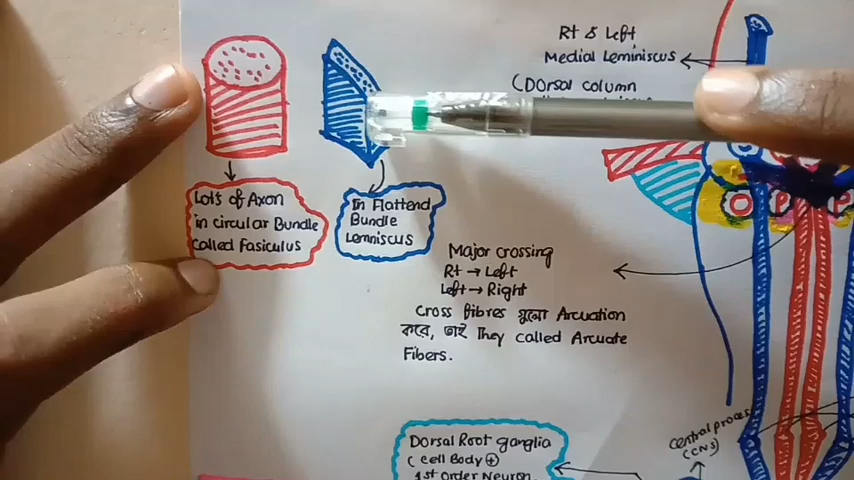 Rt & Left
Medial Leminiscus
(Dorsal column
Lots of Axon
in circular Bundle
called Fasiculus
In Flattend
Bundle
Lemniscus
Major Crossing
Rt → Left
Left → Right
Cross fibres গুলো Arcuation
করে, তাই They called Arcuate
Fibers.
Dorsal Root ganglia
(cell Body ⊕
1st Order Neuron
central process
(CNS)